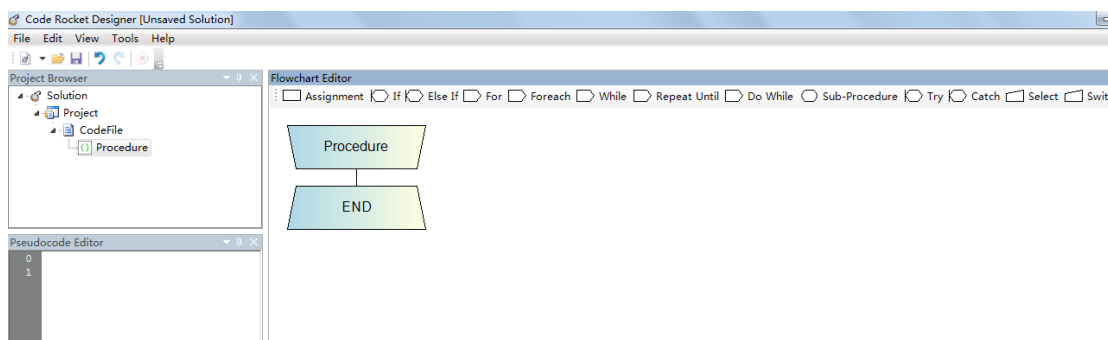 Code Rocket Designer [Unsaved Solution]
File Edit View Tools Help
Project Browser
Solution
Project
CodeFile
Procedure
Pseudocode Editor
0
1
Flowchart Editor
Assignment If Else If For Foreach While Repeat Until Do While Sub-Procedure Try Catch Select Swit
Procedure
END